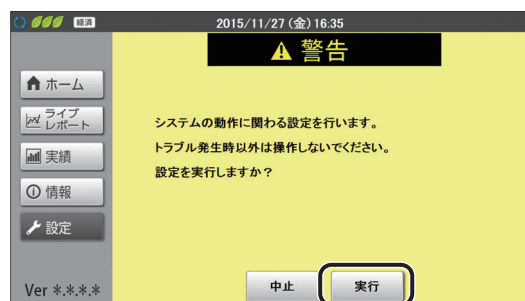 経済
2015/11/27 (金) 16:35
警告
ホーム
ライブ
レポート
実績
情報
設定
システムの動作に関わる設定を行います。
トラブル発生時以外は操作しないでください。
設定を実行しますか？
中止
実行
Ver *.*.*.*